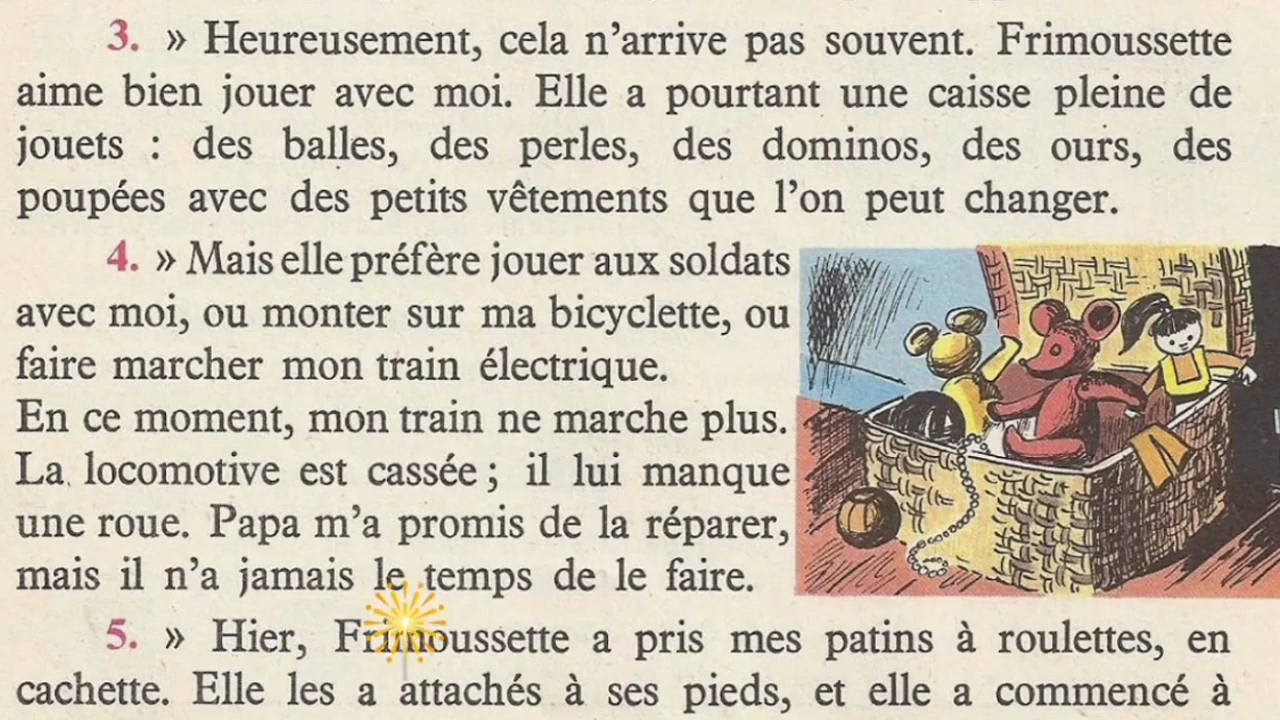 3. » Heureusement, cela n'arrive pas souvent. Frimoussette
aime bien jouer avec moi. Elle a pourtant une caisse pleine de
jouets : des balles, des perles, des dominos, des ours, des
poupées avec des petits vêtements que l'on peut changer.
4. » Mais elle préfère jouer aux soldats
avec moi, ou monter sur ma bicyclette, ou
faire marcher mon train électrique.
En ce moment, mon train ne marche plus.
La locomotive est cassée ; il lui manque
une roue. Papa m'a promis de la réparer,
mais il n'a jamais le temps de le faire.
5. » Hier, Frimoussette a pris mes patins à roulettes, en
cachette. Elle les a attachés à ses pieds, et elle a commencé à